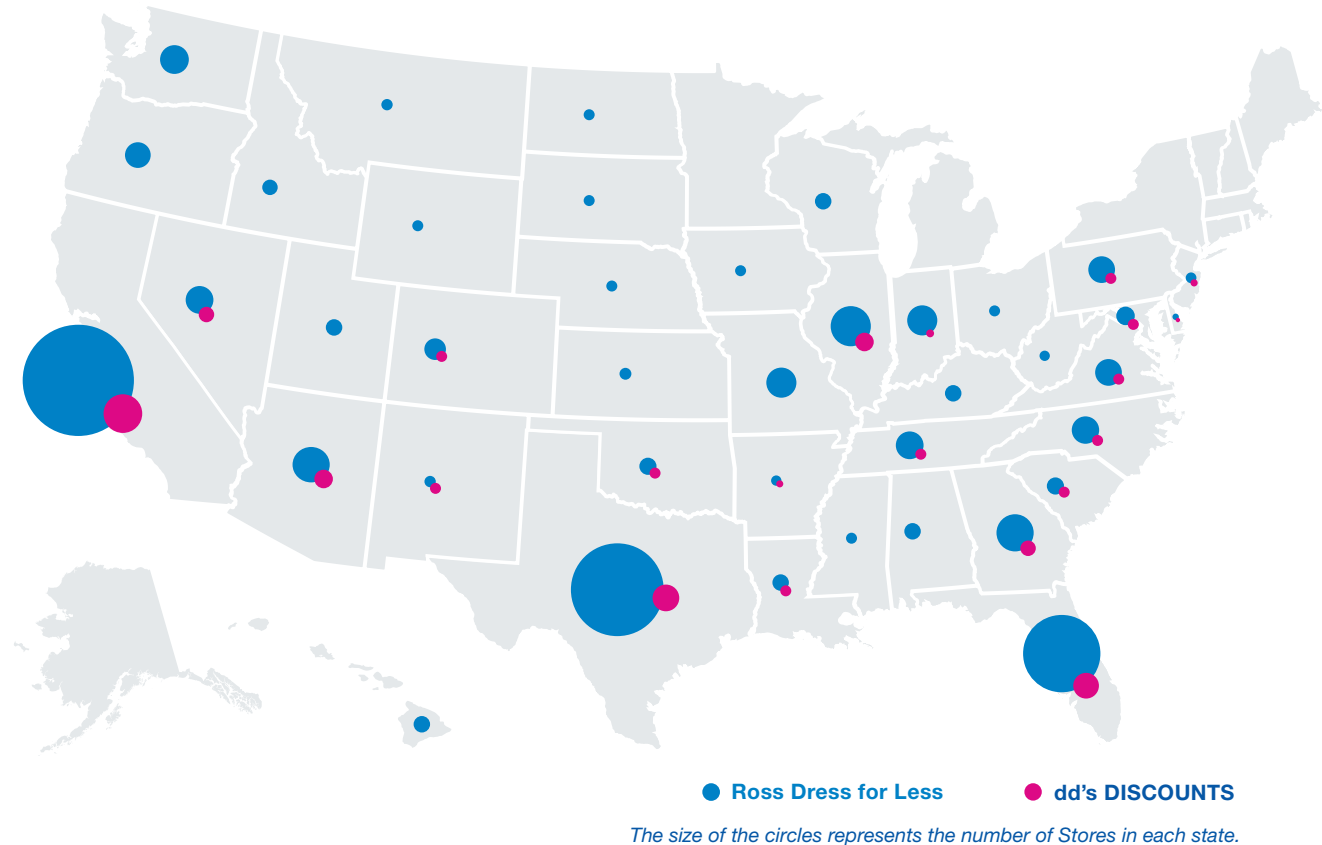 Ross Dress for Less
dd's DISCOUNTS
The size of the circles represents the number of Stores in each state.